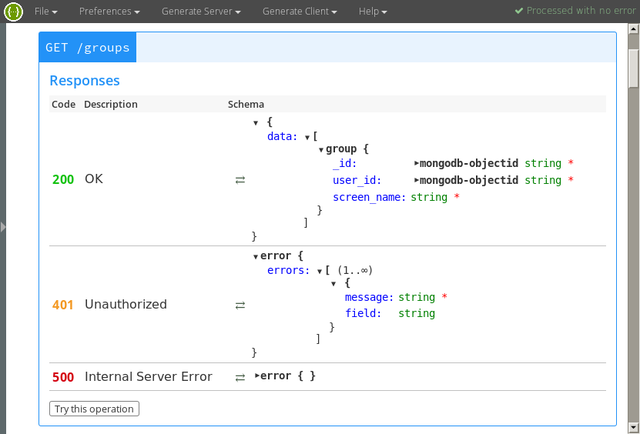 File Preferences Generate Server Generate Client Help Processed with no error
GET /groups
Responses
Code Description Schema
{
data: [
group {
_id: mongodb-objectid string *
user_id: mongodb-objectid string *
screen_name: string *
}
]
}
200 OK
error {
errors: [ (1..∞)
{
message: string *
field: string
}
]
}
401 Unauthorized
500 Internal Server Error error { }
Try this operation